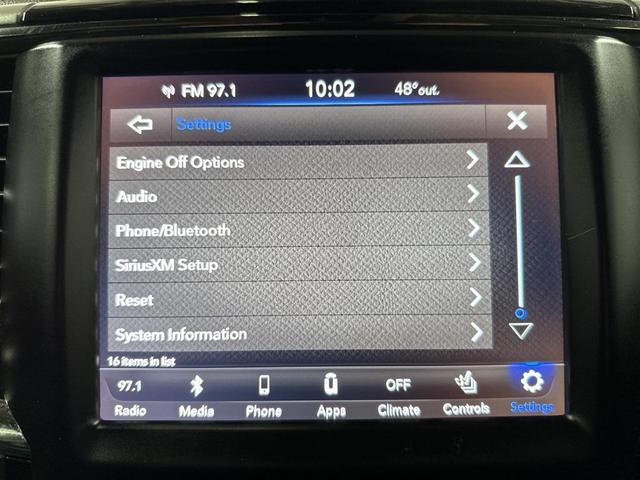 FM 97.1 10:02 48° out.
Settings
Engine Off Options
Audio
Phone/Bluetooth
SiriusXM Setup
Reset
System Information
16 items in list
97.1 OFF
Radio Media Phone Apps Climate Controls Settings